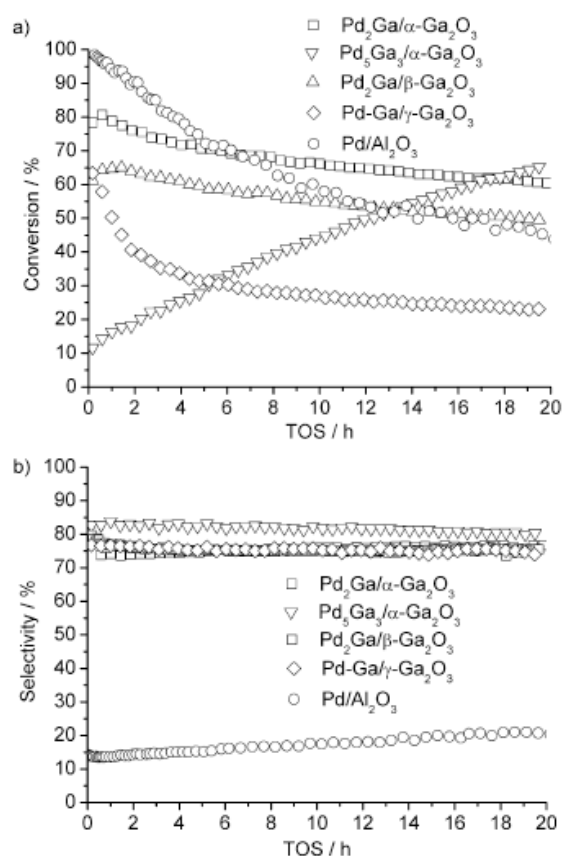 a)
Pd₂Ga/α-Ga₂O₃
Pd₅Ga₃/α-Ga₂O₃
Pd₂Ga/β-Ga₂O₃
Pd-Ga/γ-Ga₂O₃
Pd/Al₂O₃
Conversion / %
100
90
80
70
60
50
40
30
20
10
0
0 2 4 6 8 10 12 14 16 18 20
TOS / h
b)
Selectivity / %
100
90
80
70
60
50
40
30
20
10
0
Pd₂Ga/α-Ga₂O₃
Pd₅Ga₃/α-Ga₂O₃
Pd₂Ga/β-Ga₂O₃
Pd-Ga/γ-Ga₂O₃
Pd/Al₂O₃
0 2 4 6 8 10 12 14 16 18 20
TOS / h